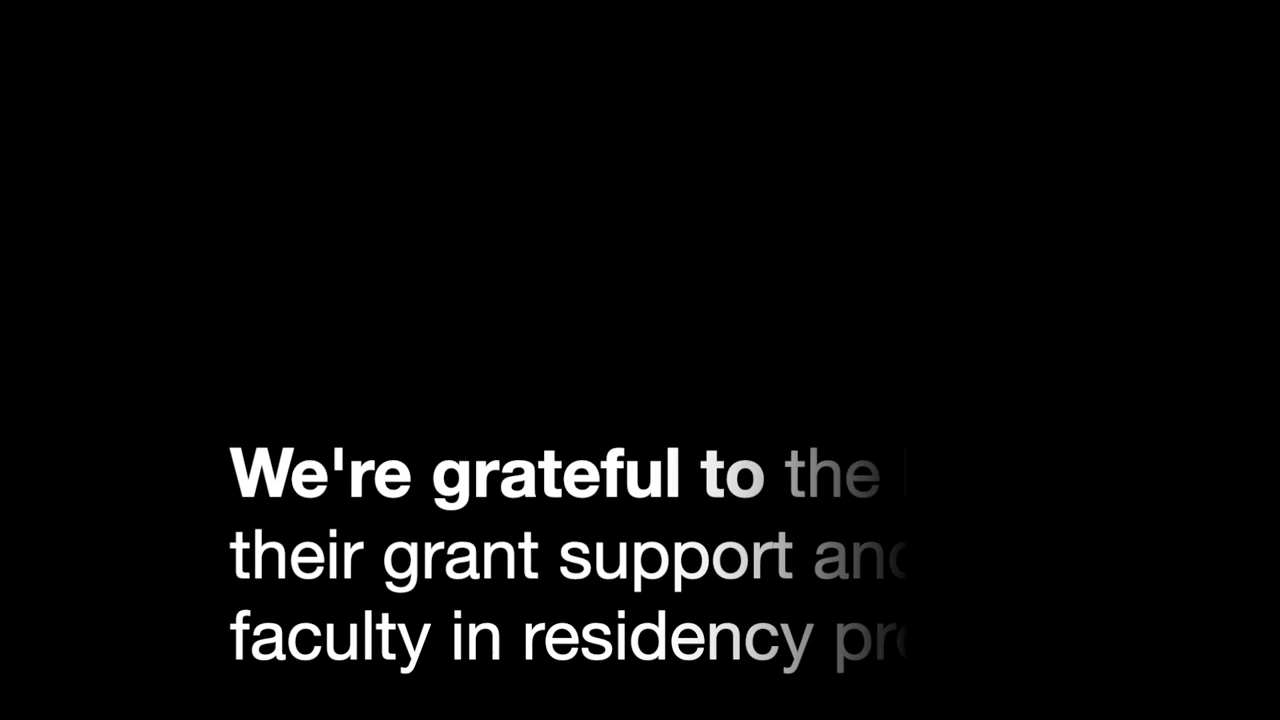 We're grateful to the
their grant support and
faculty in residency